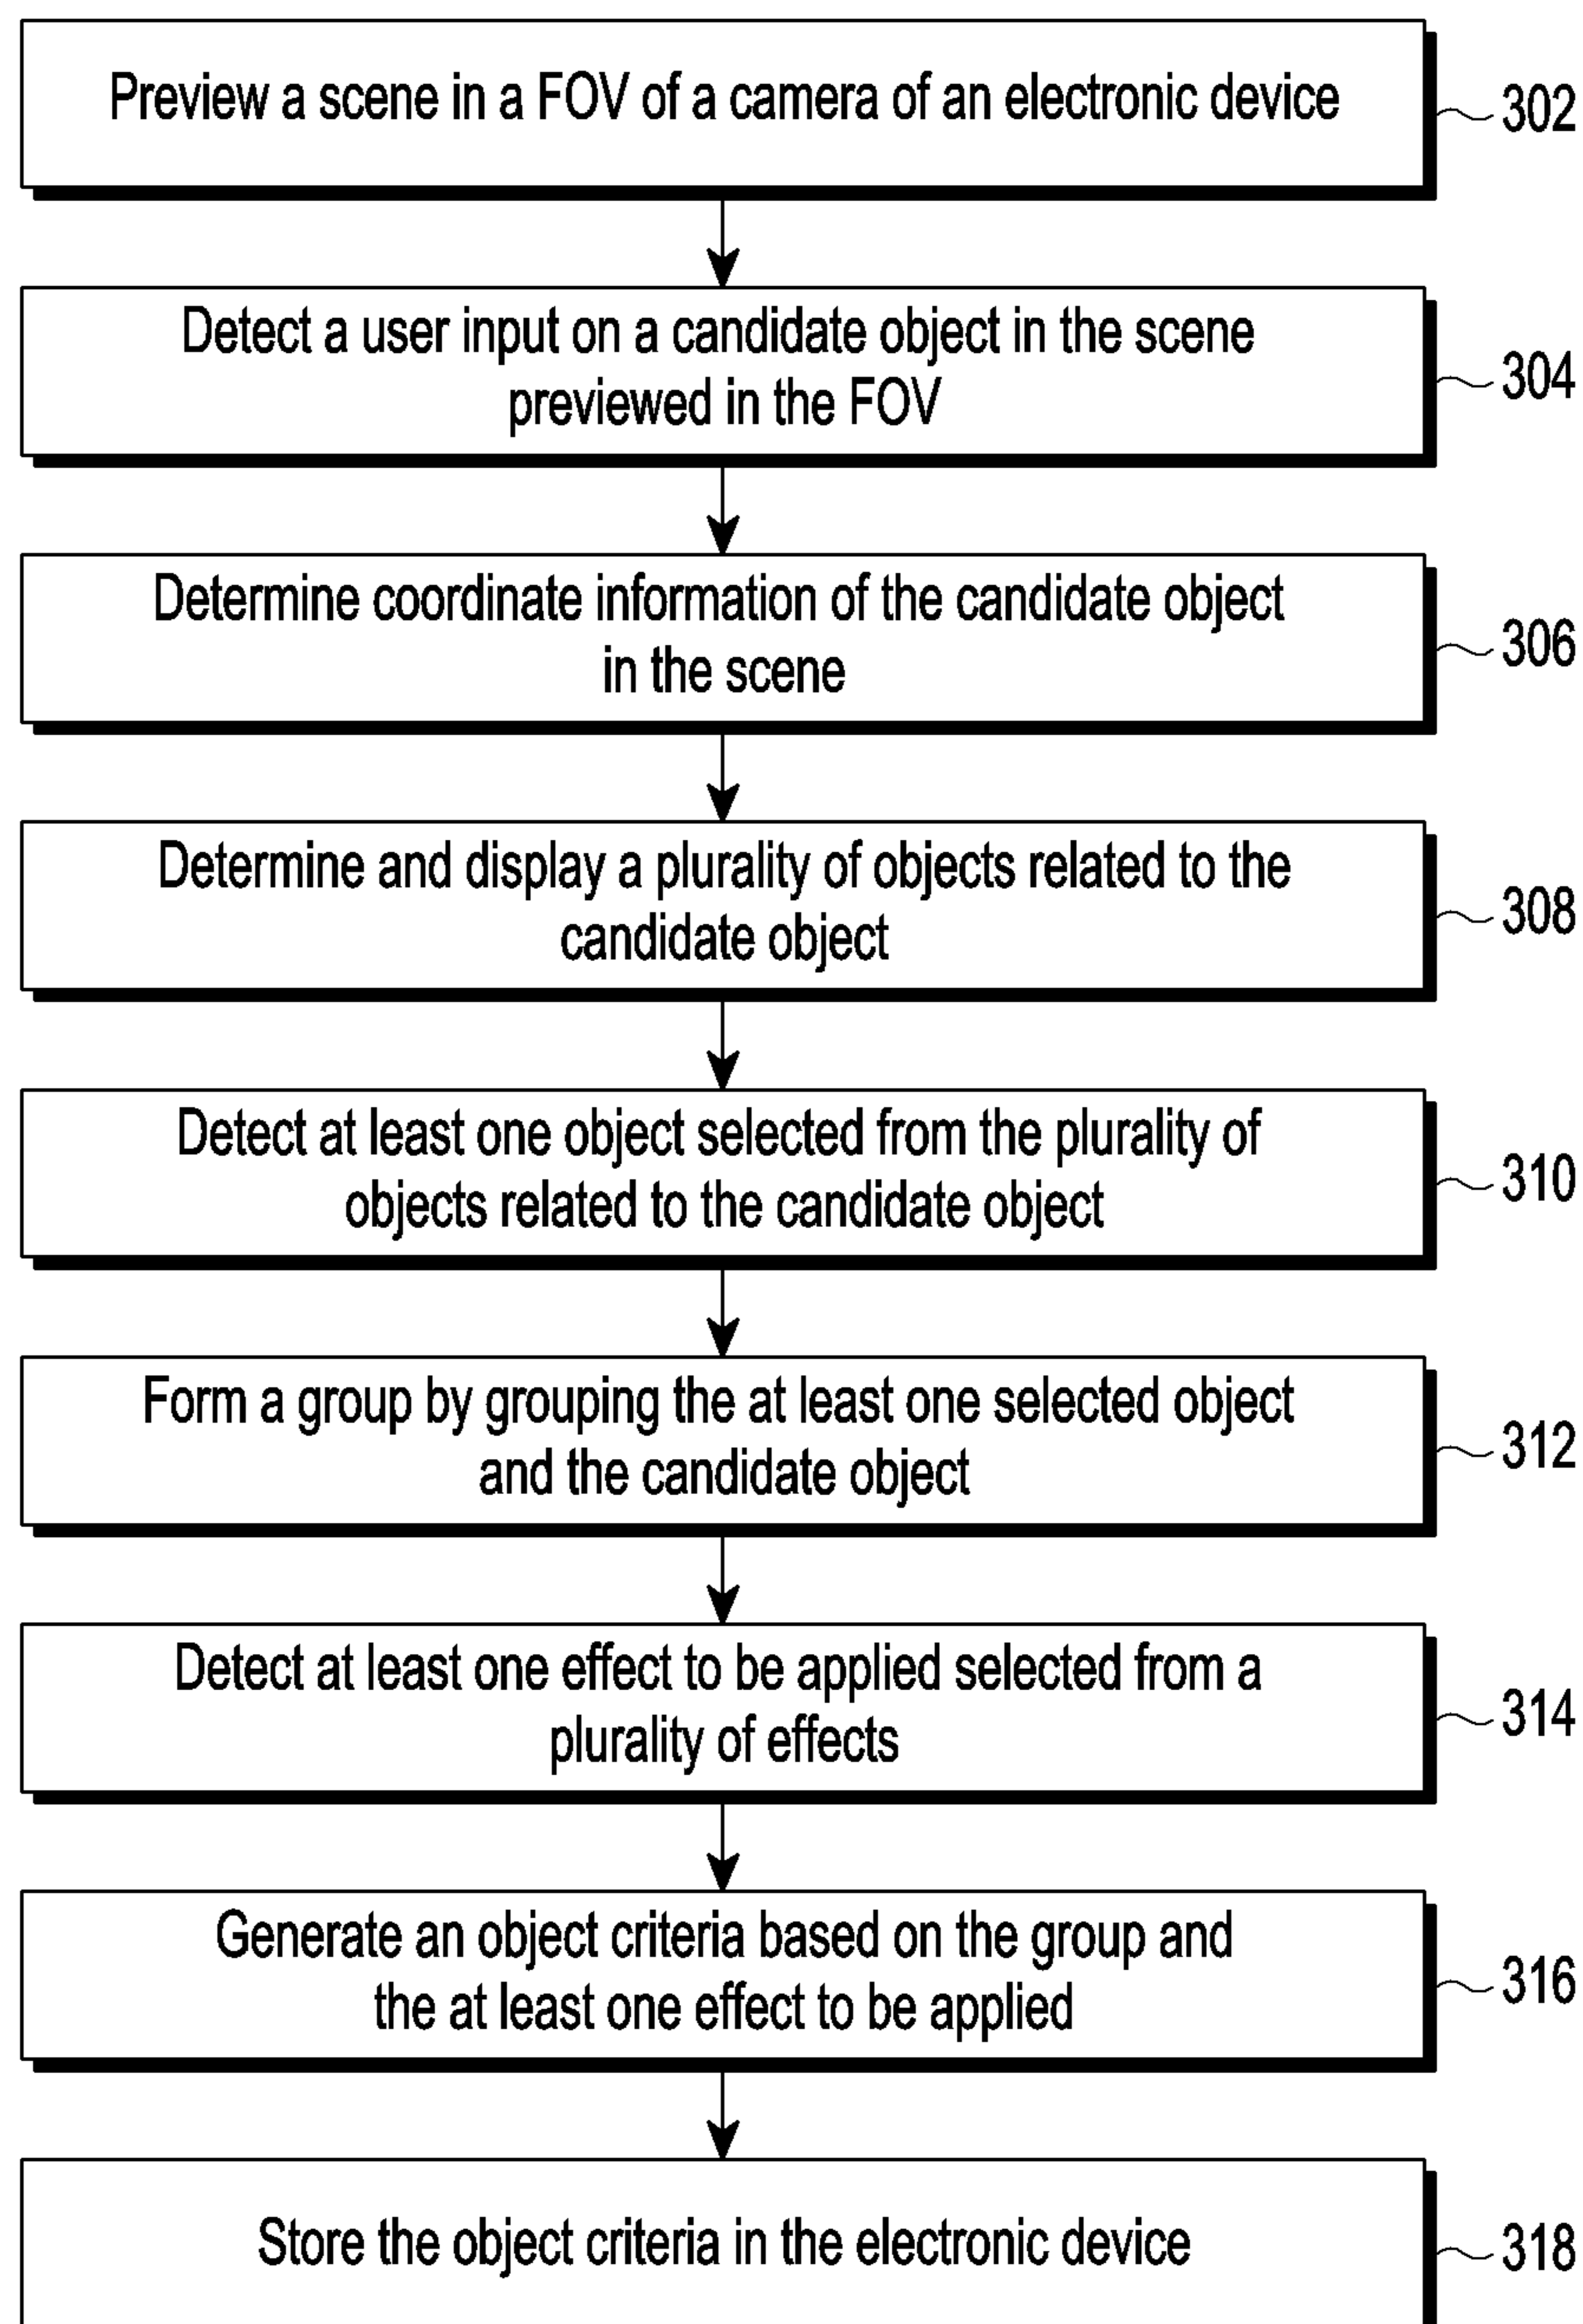 Preview a scene in a FOV of a camera of an electronic device
302
Detect a user input on a candidate object in the scene
previewed in the FOV
304
Determine coordinate information of the candidate object
in the scene
306
Determine and display a plurality of objects related to the
candidate object
308
Detect at least one object selected from the plurality of
objects related to the candidate object
310
Form a group by grouping the at least one selected object
and the candidate object
312
Detect at least one effect to be applied selected from a
plurality of effects
314
Generate an object criteria based on the group and
the at least one effect to be applied
316
Store the object criteria in the electronic device
318